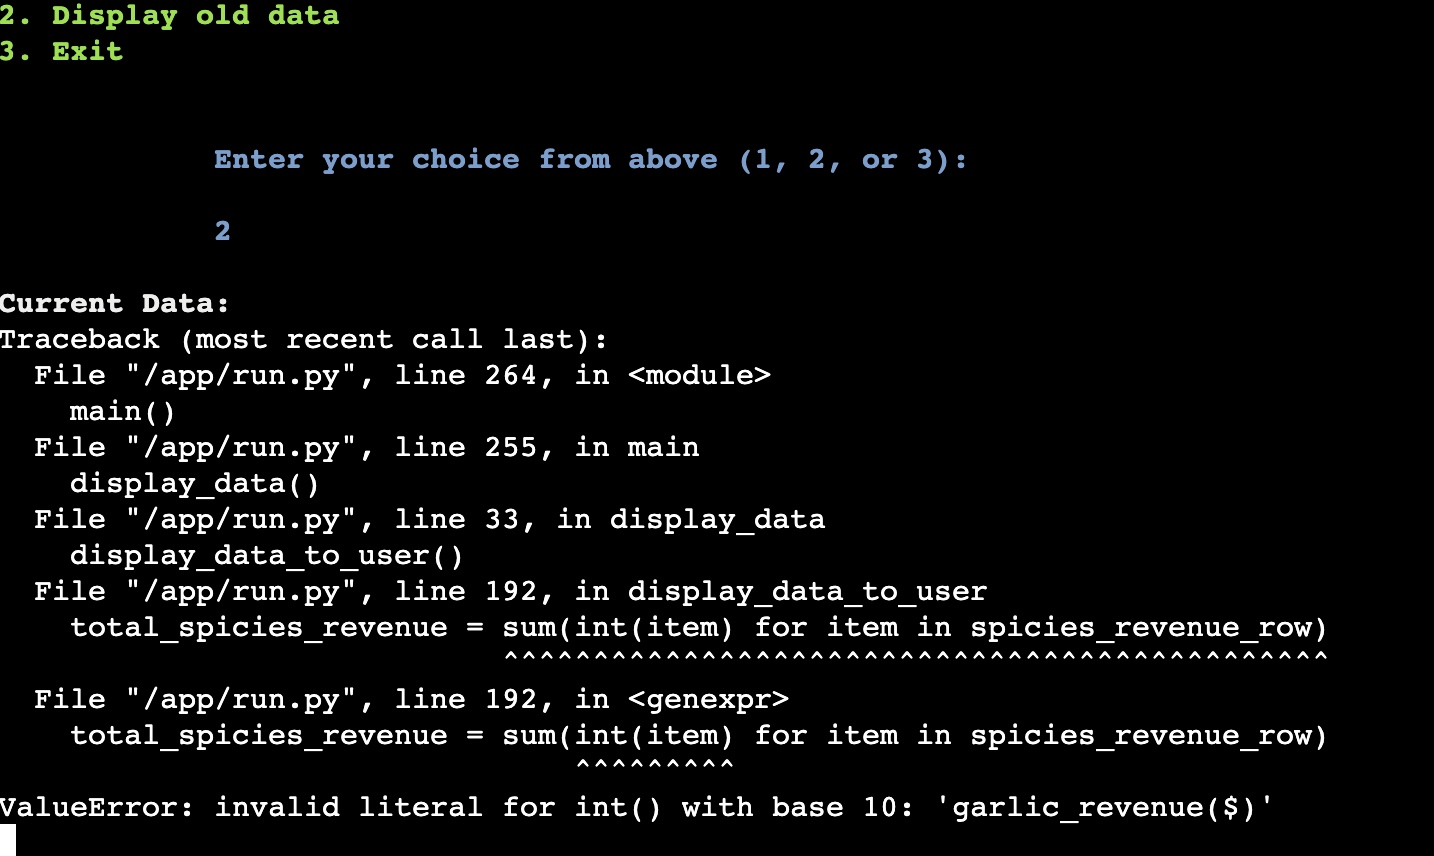 2. Display old data
3. Exit
Enter your choice from above (1, 2, or 3):
2
Current Data:
Traceback (most recent call last):
  File "/app/run.py", line 264, in <module>
    main()
  File "/app/run.py", line 255, in main
    display_data()
  File "/app/run.py", line 33, in display_data
    display_data_to_user()
  File "/app/run.py", line 192, in display_data_to_user
    total_spicies_revenue = sum(int(item) for item in spicies_revenue_row)
                            ^^^^^^^^^^^^^^^^^^^^^^^^^^^^^^^^^^^^^^^^^^^^^^
  File "/app/run.py", line 192, in <genexpr>
    total_spicies_revenue = sum(int(item) for item in spicies_revenue_row)
                                ^^^^^^^^^
ValueError: invalid literal for int() with base 10: 'garlic_revenue($)'